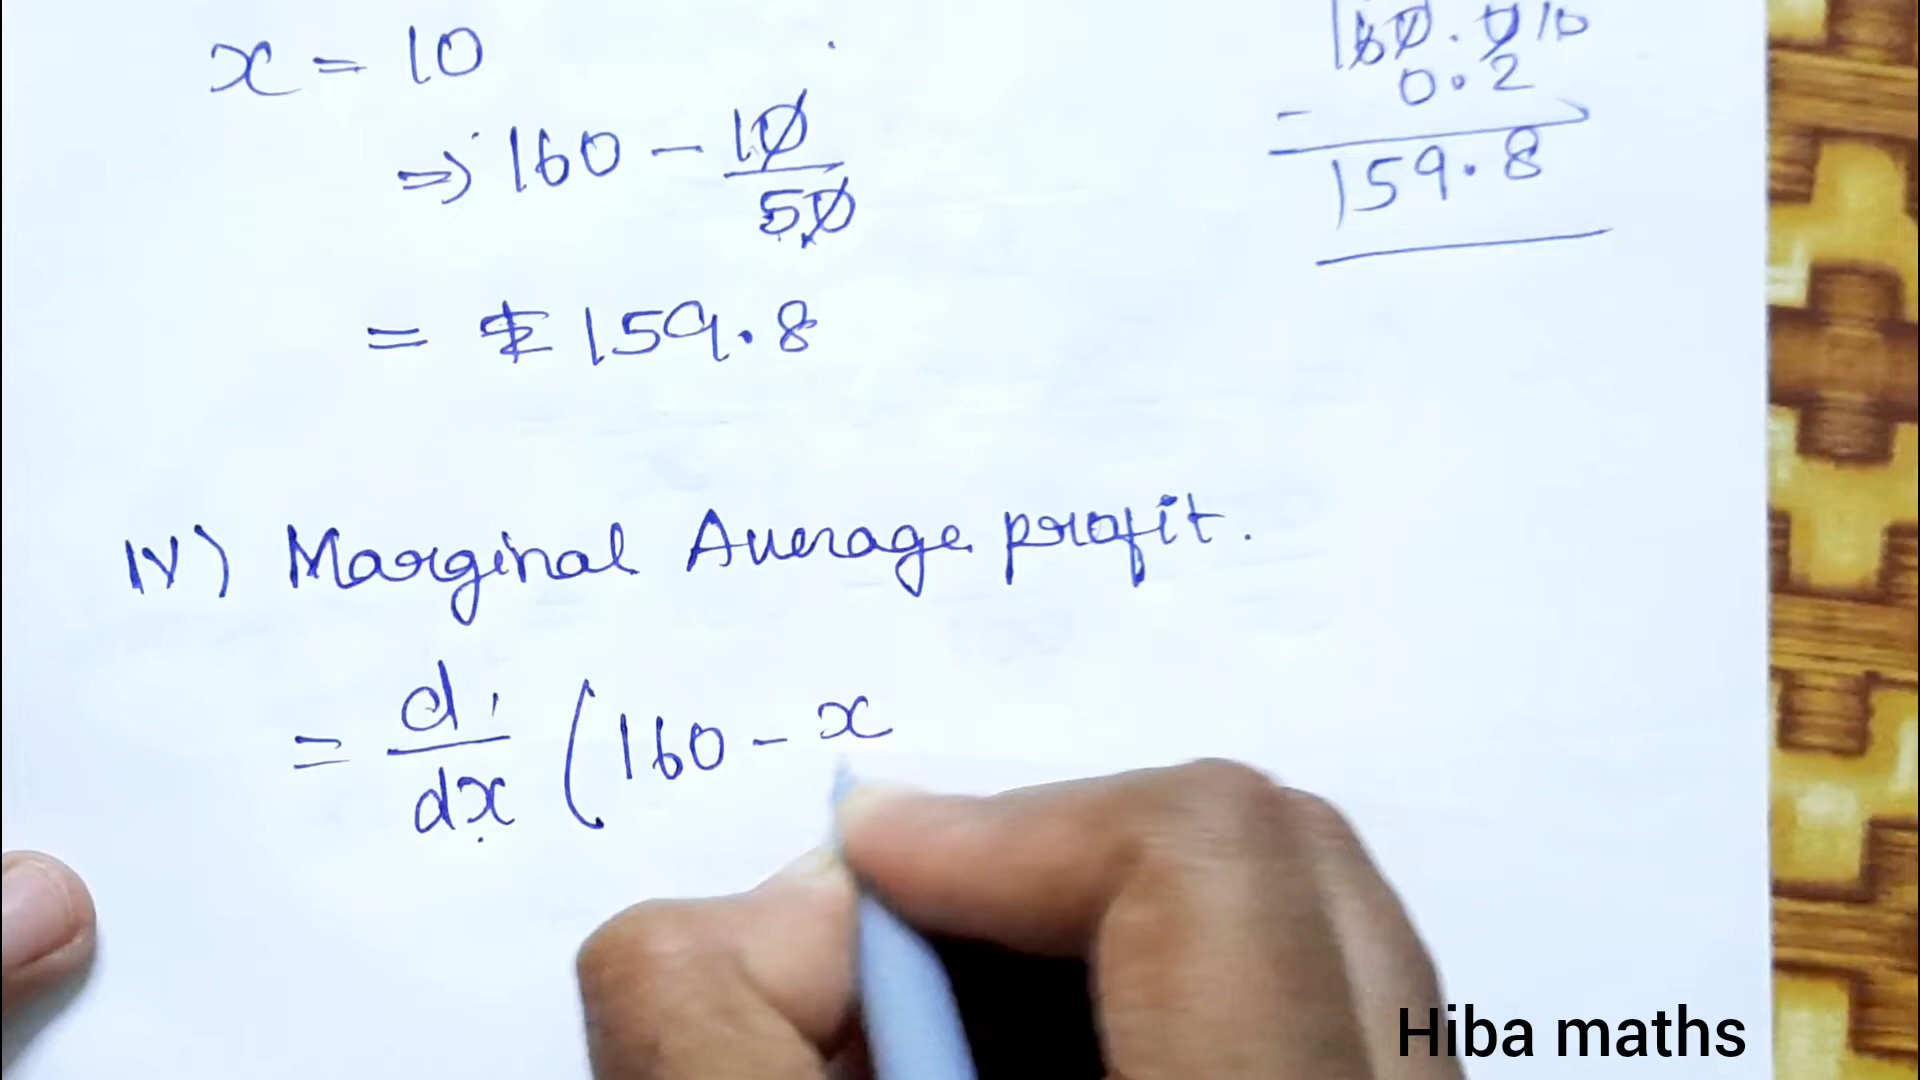 x = 10
⇒ 160 - 10/50
= ₹159.8
160.010
- 0.2
159.8
IV) Marginal Average profit.
= d/dx (160 - x
Hiba maths